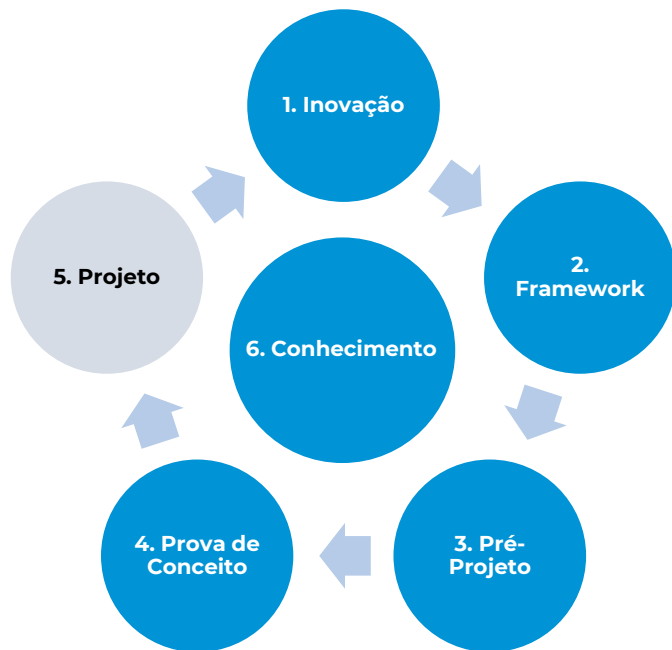 1. Inovação
2.
Framework
3. Pré-
Projeto
4. Prova de
Conceito
5. Projeto
6. Conhecimento